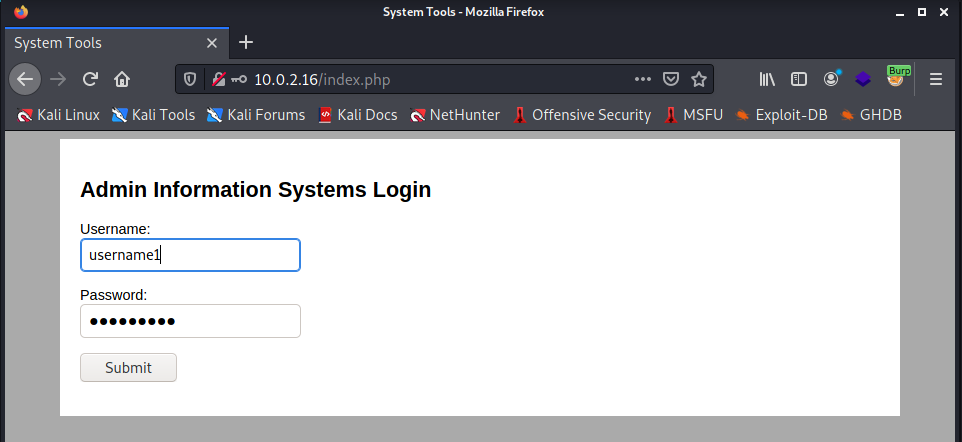 System Tools - Mozilla Firefox
System Tools
10.0.2.16/index.php
Burp
Kali Linux Kali Tools Kali Forums Kali Docs NetHunter Offensive Security MSFU Exploit-DB GHDB
Admin Information Systems Login
Username:
username1
Password:
•••••••••
Submit